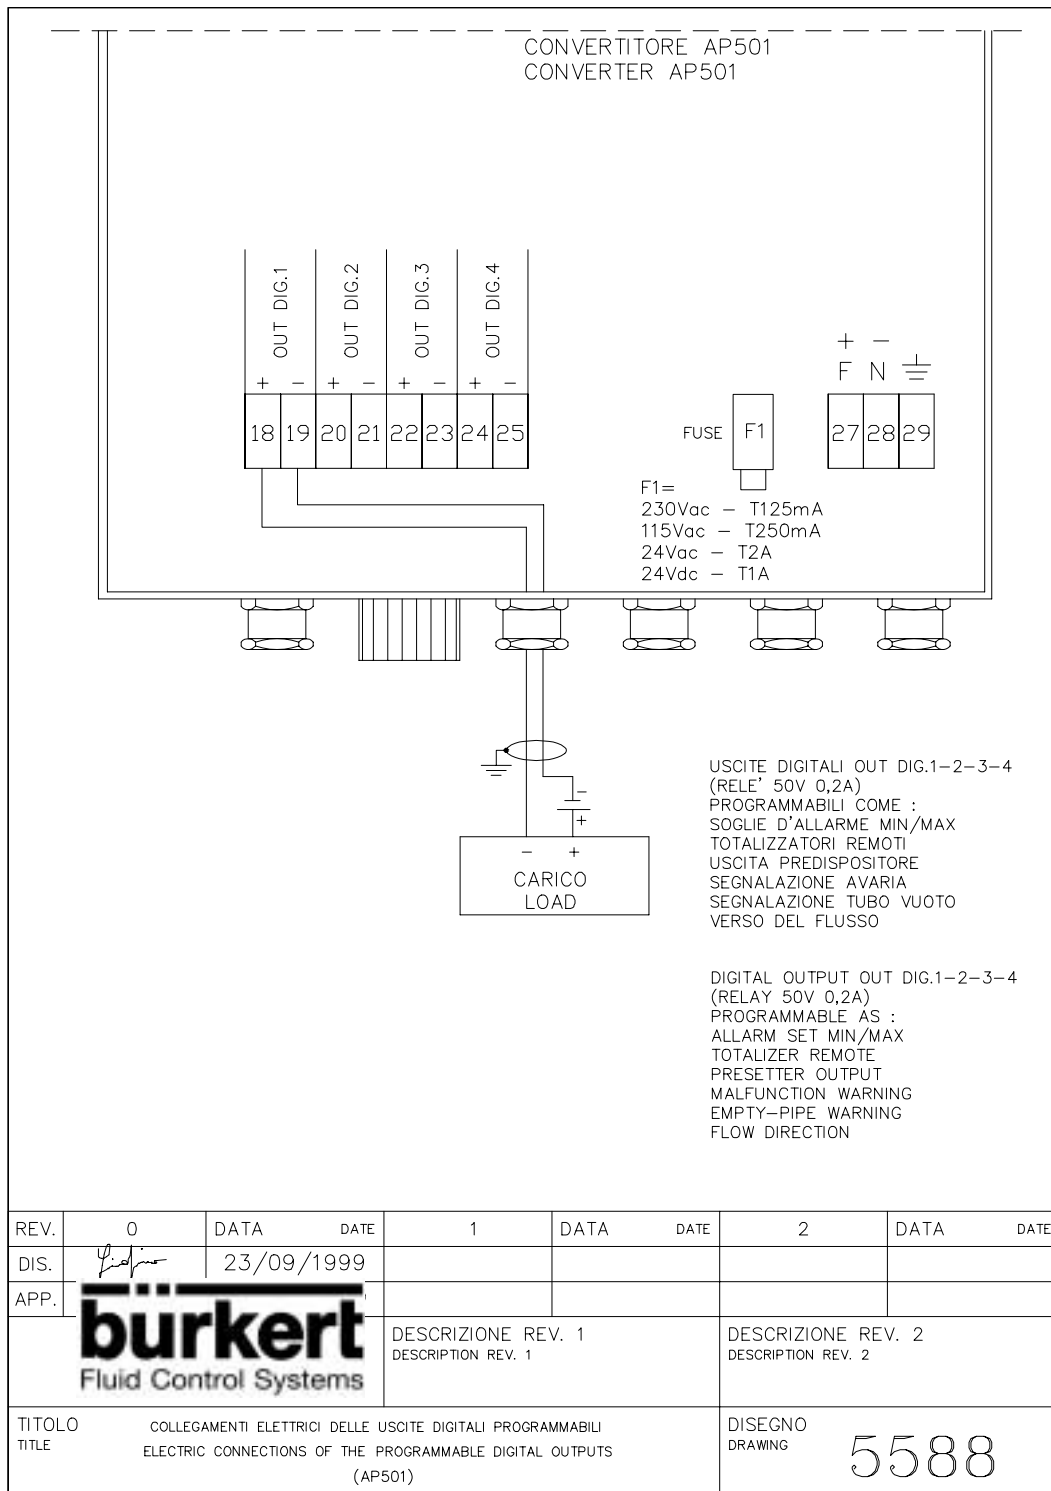 CONVERTITORE AP501
CONVERTER AP501
OUT DIG.1
OUT DIG.2
OUT DIG.3
OUT DIG.4
+ − + − + − + −
18 19 20 21 22 23 24 25
FUSE F1
+ −
F N
27 28 29
F1=
230Vac − T125mA
115Vac − T250mA
24Vac − T2A
24Vdc − T1A
−
+
− +
CARICO
LOAD
USCITE DIGITALI OUT DIG.1−2−3−4
(RELE' 50V 0,2A)
PROGRAMMABILI COME :
SOGLIE D'ALLARME MIN/MAX
TOTALIZZATORI REMOTI
USCITA PREDISPOSITORE
SEGNALAZIONE AVARIA
SEGNALAZIONE TUBO VUOTO
VERSO DEL FLUSSO
DIGITAL OUTPUT OUT DIG.1−2−3−4
(RELAY 50V 0,2A)
PROGRAMMABLE AS :
ALLARM SET MIN/MAX
TOTALIZER REMOTE
PRESETTER OUTPUT
MALFUNCTION WARNING
EMPTY−PIPE WARNING
FLOW DIRECTION
REV. 0 DATA DATE 1 DATA DATE 2 DATA DATE
DIS. 23/09/1999
APP.
bürkert
Fluid Control Systems
DESCRIZIONE REV. 1
DESCRIPTION REV. 1
DESCRIZIONE REV. 2
DESCRIPTION REV. 2
TITOLO
TITLE
COLLEGAMENTI ELETTRICI DELLE USCITE DIGITALI PROGRAMMABILI
ELECTRIC CONNECTIONS OF THE PROGRAMMABLE DIGITAL OUTPUTS
(AP501)
DISEGNO
DRAWING
5588